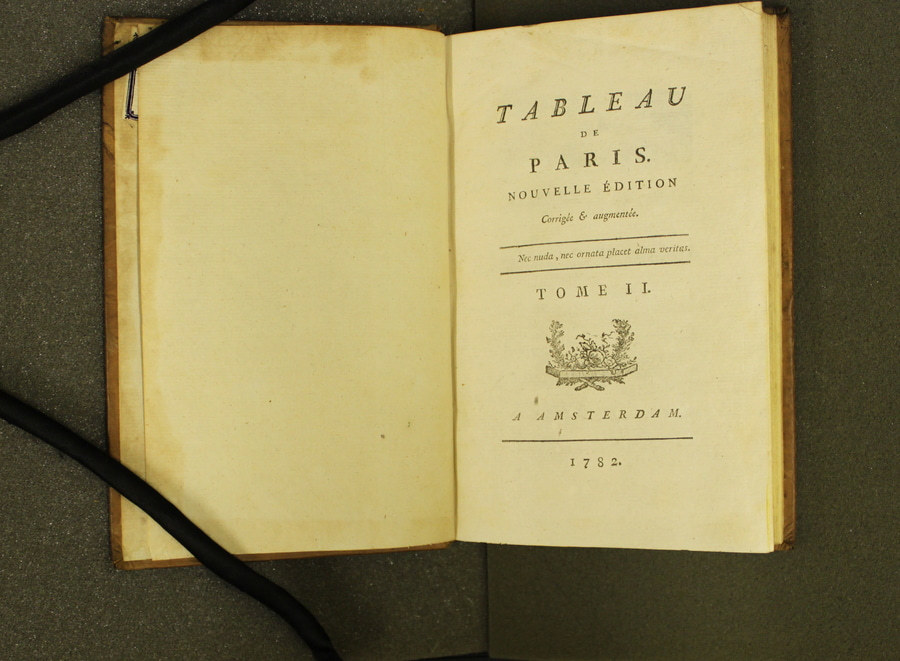 TABLEAU
DE
PARIS.
NOUVELLE ÉDITION
Corrigée & augmentée.
Nec nuda, nec ornata placet alma veritas.
TOME II.
A AMSTERDAM.
1782.